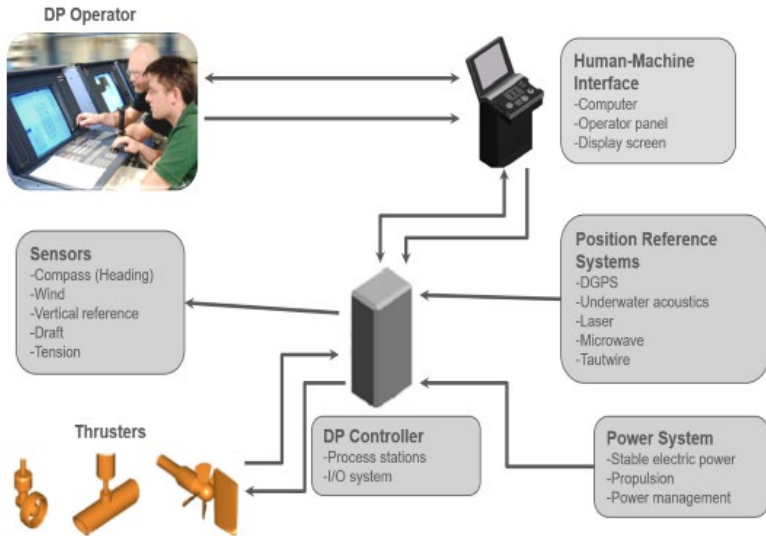 DP Operator
Human-Machine
Interface
-Computer
-Operator panel
-Display screen
Sensors
-Compass (Heading)
-Wind
-Vertical reference
-Draft
-Tension
Position Reference
Systems
-DGPS
-Underwater acoustics
-Laser
-Microwave
-Tautwire
Thrusters
DP Controller
-Process stations
-I/O system
Power System
-Stable electric power
-Propulsion
-Power management